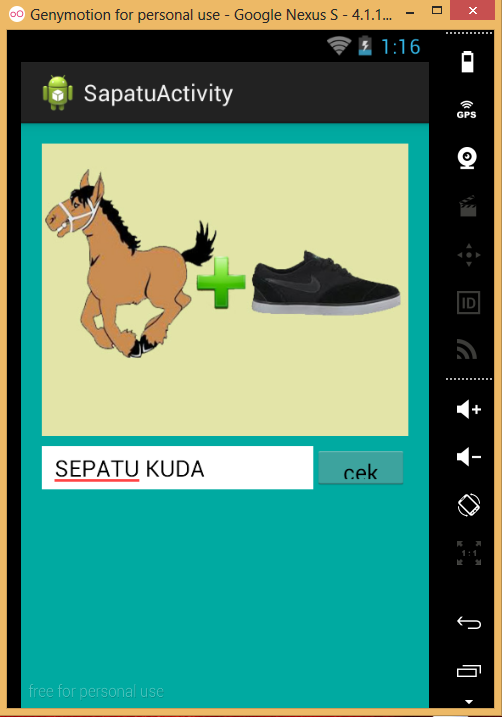 Genymotion for personal use - Google Nexus S - 4.1.1...
1:16
SapatuActivity
GPS
ID
SEPATU KUDA
cek
1:1
free for personal use